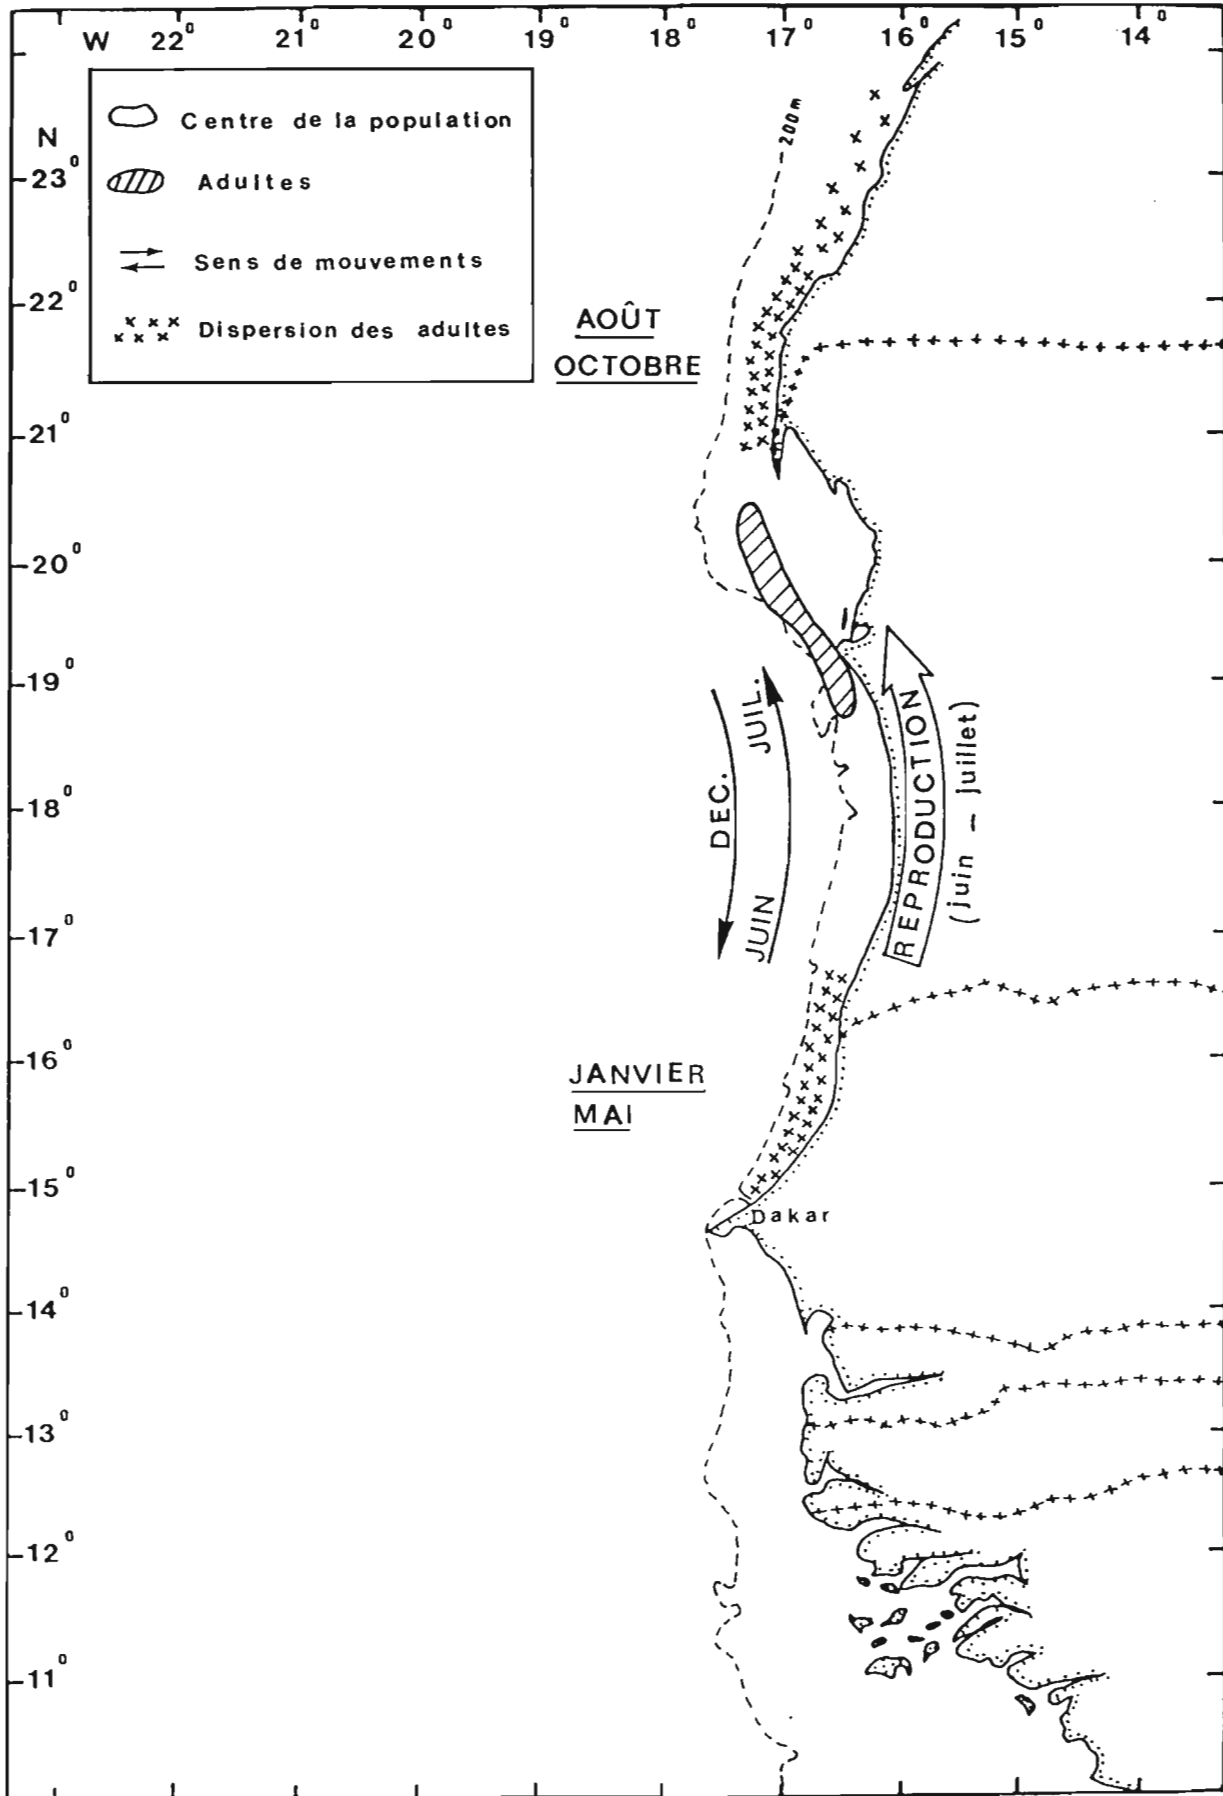 W 22° 21° 20° 19° 18° 17° 16° 15° 14°
N
Centre de la population
Adultes
Sens de mouvements
Dispersion des adultes
200m
23°
22°
21°
20°
19°
18°
17°
16°
15°
14°
13°
12°
11°
AOÛT
OCTOBRE
DEC.
JUIN JUIL.
REPRODUCTION
(juin – juillet)
JANVIER
MAI
Dakar